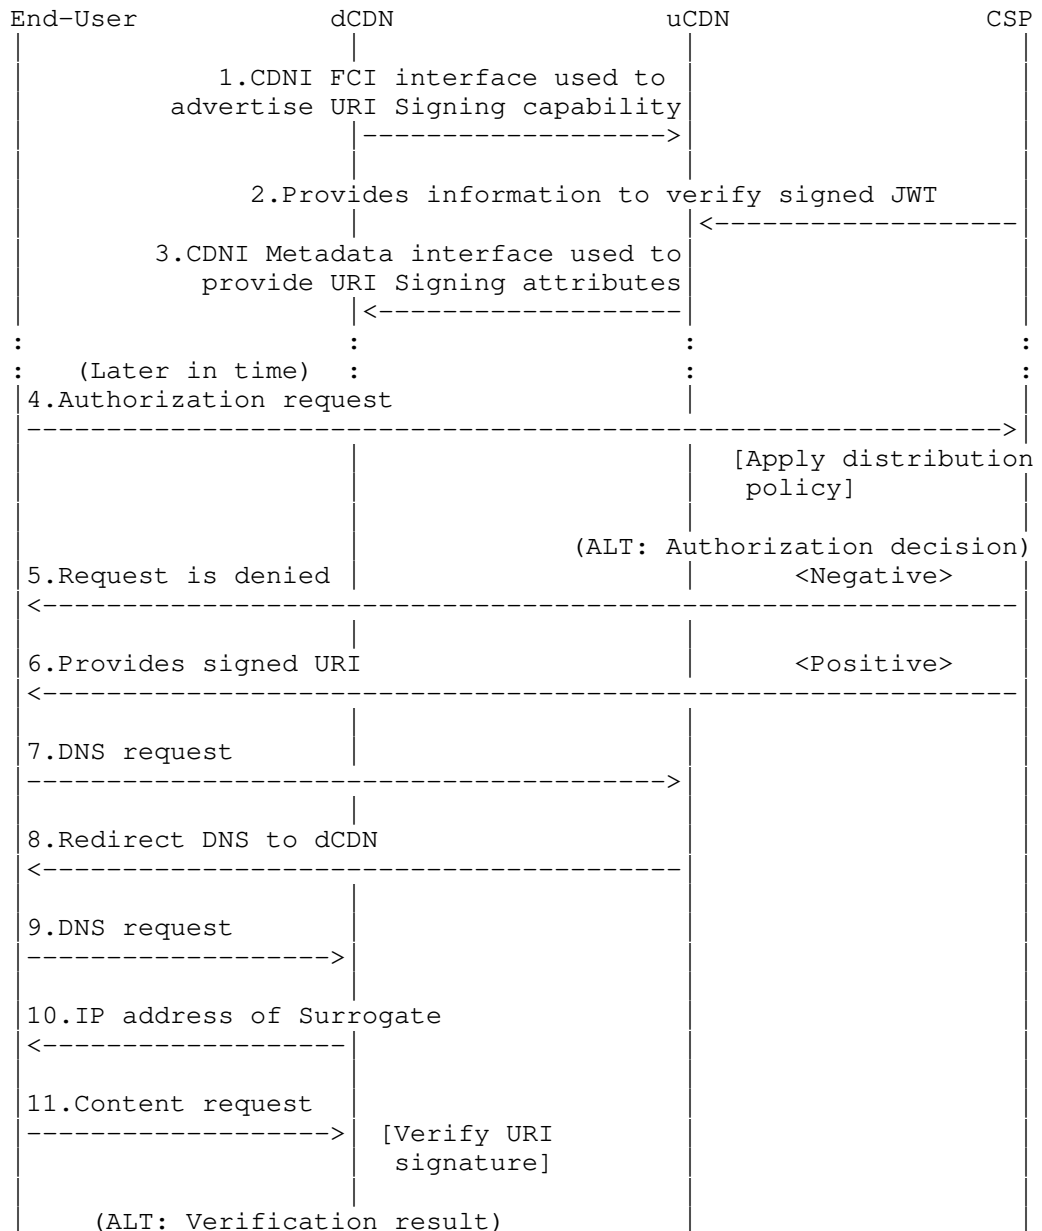 End-User dCDN uCDN CSP
1.CDNI FCI interface used to
advertise URI Signing capability
2.Provides information to verify signed JWT
3.CDNI Metadata interface used to
provide URI Signing attributes
(Later in time)
4.Authorization request
[Apply distribution
policy]
(ALT: Authorization decision)
5.Request is denied <Negative>
6.Provides signed URI <Positive>
7.DNS request
8.Redirect DNS to dCDN
9.DNS request
10.IP address of Surrogate
11.Content request
[Verify URI
signature]
(ALT: Verification result)